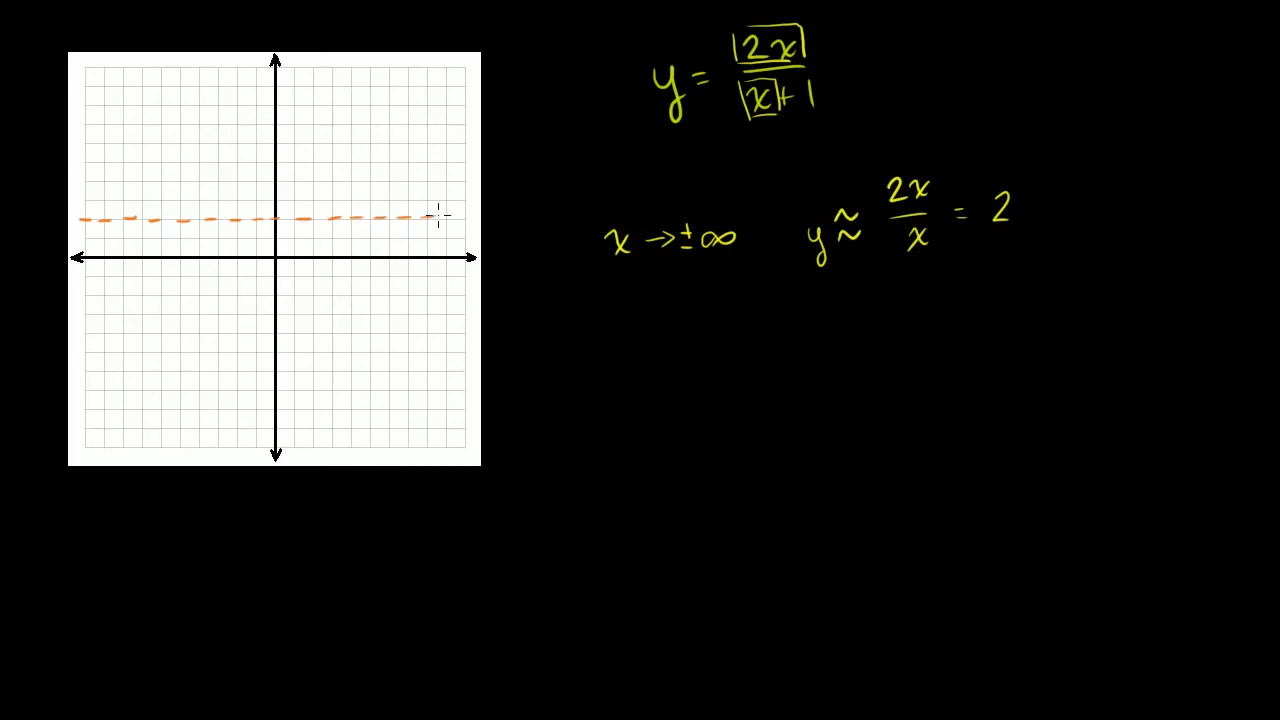 y = 2x / x + 1
x → ±∞ y ≈ 2x / x = 2